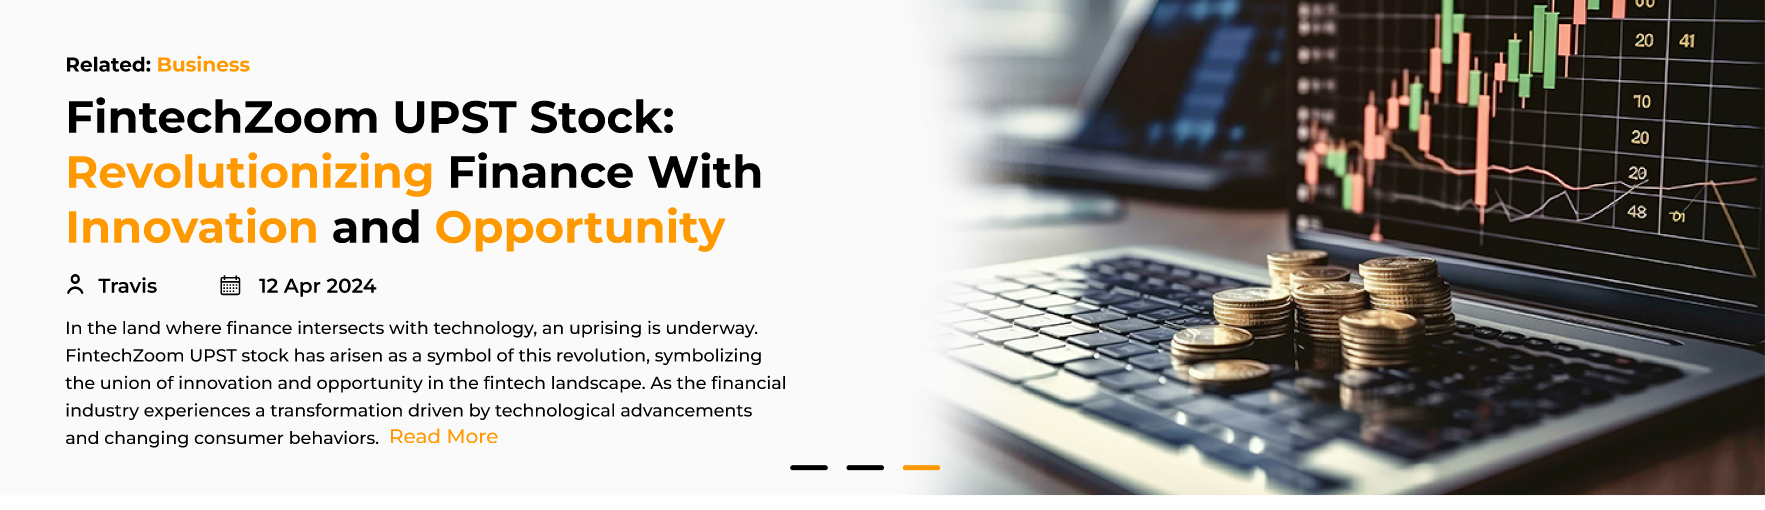 Related: Business
FintechZoom UPST Stock:
Revolutionizing Finance With
Innovation and Opportunity
Travis 12 Apr 2024
In the land where finance intersects with technology, an uprising is underway.
FintechZoom UPST stock has arisen as a symbol of this revolution, symbolizing
the union of innovation and opportunity in the fintech landscape. As the financial
industry experiences a transformation driven by technological advancements
and changing consumer behaviors. Read More
20 41
10
20
20
48